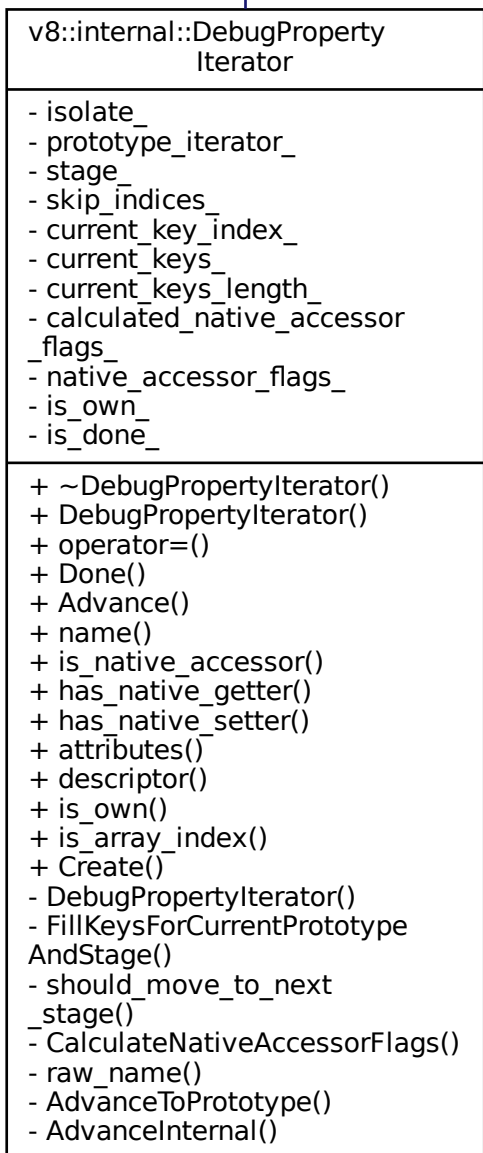 v8::internal::DebugProperty
Iterator
- isolate_
- prototype_iterator_
- stage_
- skip_indices_
- current_key_index_
- current_keys_
- current_keys_length_
- calculated_native_accessor
_flags_
- native_accessor_flags_
- is_own_
- is_done_
+ ~DebugPropertyIterator()
+ DebugPropertyIterator()
+ operator=()
+ Done()
+ Advance()
+ name()
+ is_native_accessor()
+ has_native_getter()
+ has_native_setter()
+ attributes()
+ descriptor()
+ is_own()
+ is_array_index()
+ Create()
- DebugPropertyIterator()
- FillKeysForCurrentPrototype
AndStage()
- should_move_to_next
_stage()
- CalculateNativeAccessorFlags()
- raw_name()
- AdvanceToPrototype()
- AdvanceInternal()